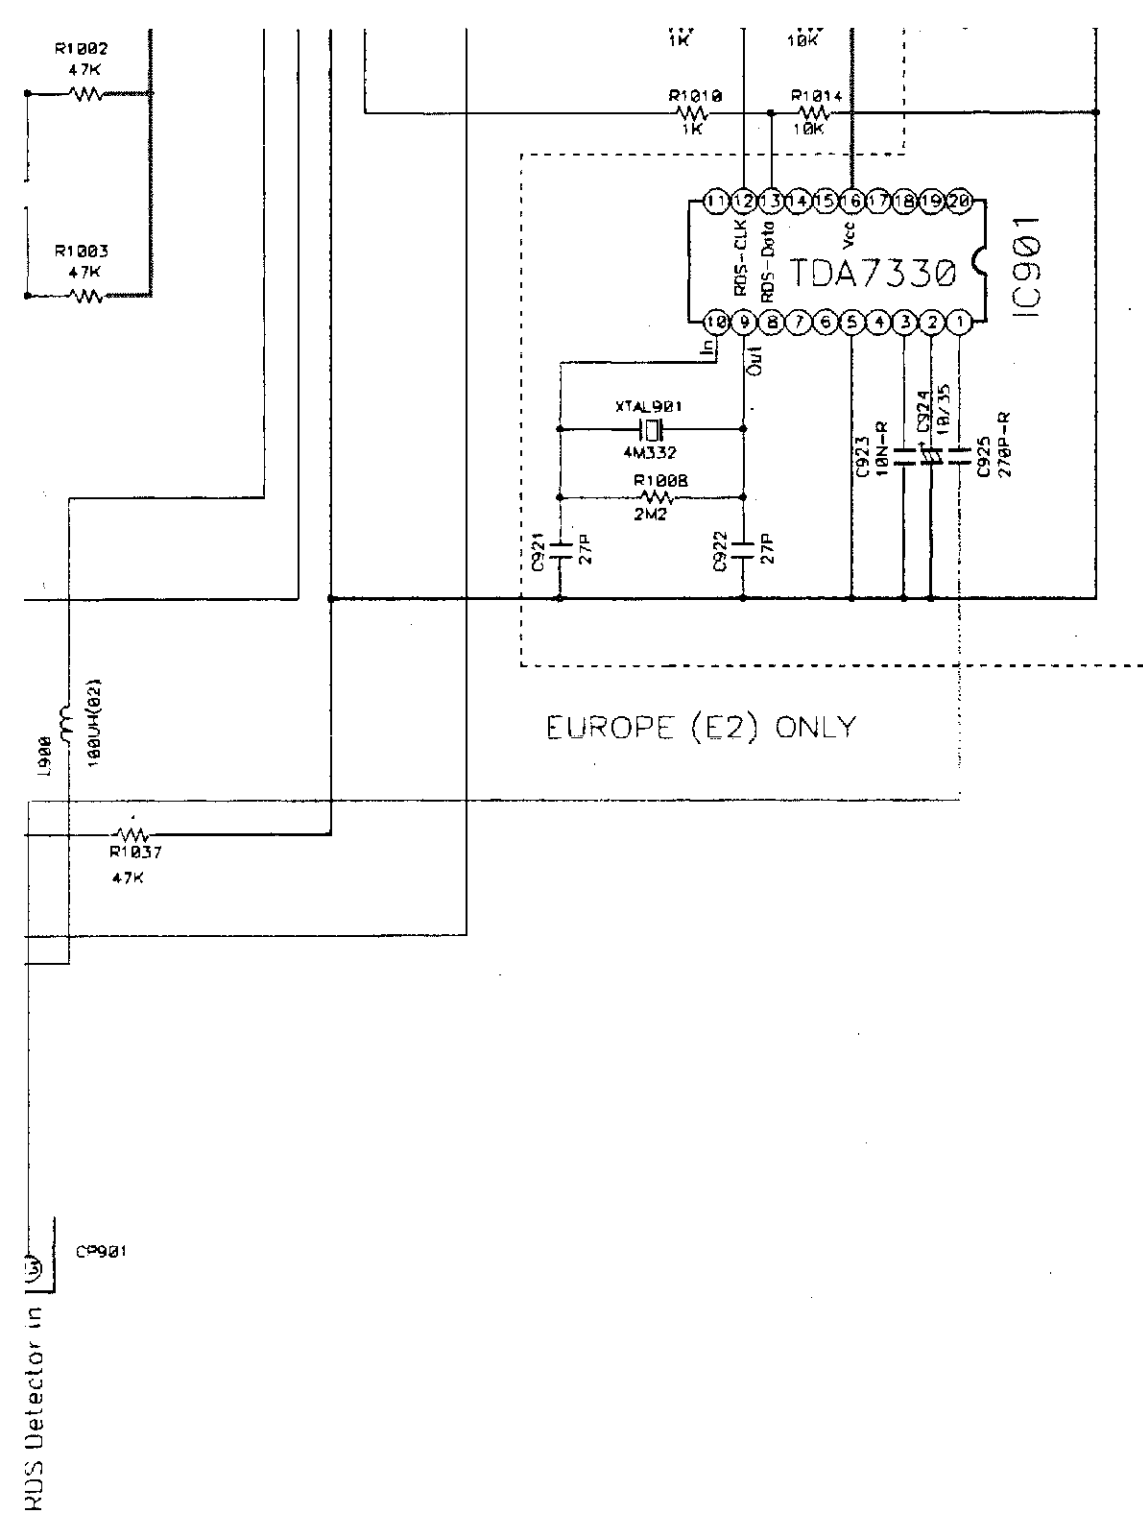 R1002
47K
1K
10K
R1010
1K
R1014
10K
11 12 13 14 15 16 17 18 19 20
RDS-CLK
RDS-Data
Vcc
TDA7330
IC901
10 9 8 7 6 5 4 3 2 1
R1003
47K
In
Out
XTAL901
4M332
R1008
2M2
C921
27P
C922
27P
C923
10N-R
+
C924
10/35
C925
270P-R
L900
100UH(02)
EUROPE (E2) ONLY
R1037
47K
CP901
3
RDS Detector in